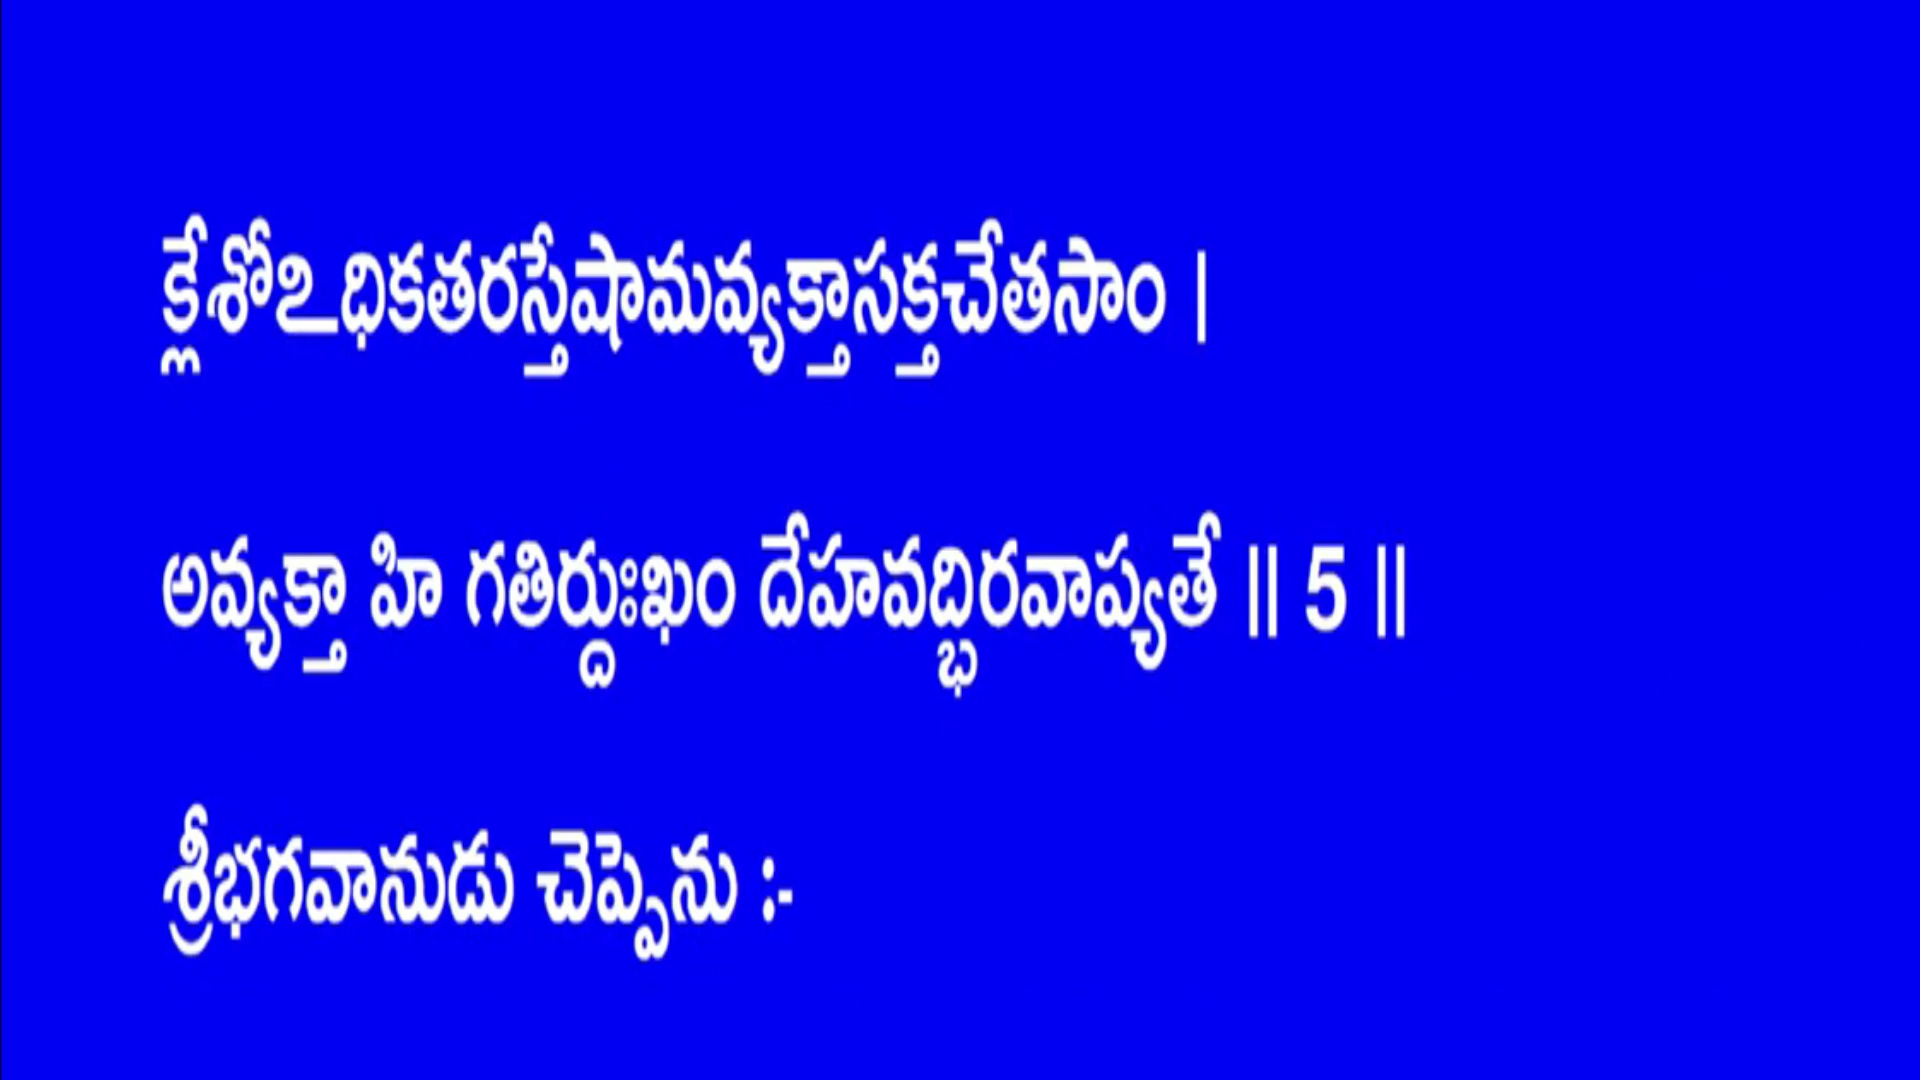 క్లేశోఽధికతరస్తేషామవ్యక్తాసక్తచేతసాం |
అవ్యక్తా హి గతిర్దుఃఖం దేహవద్భిరవాప్యతే || 5 ||
శ్రీభగవానుడు చెప్పెను :-